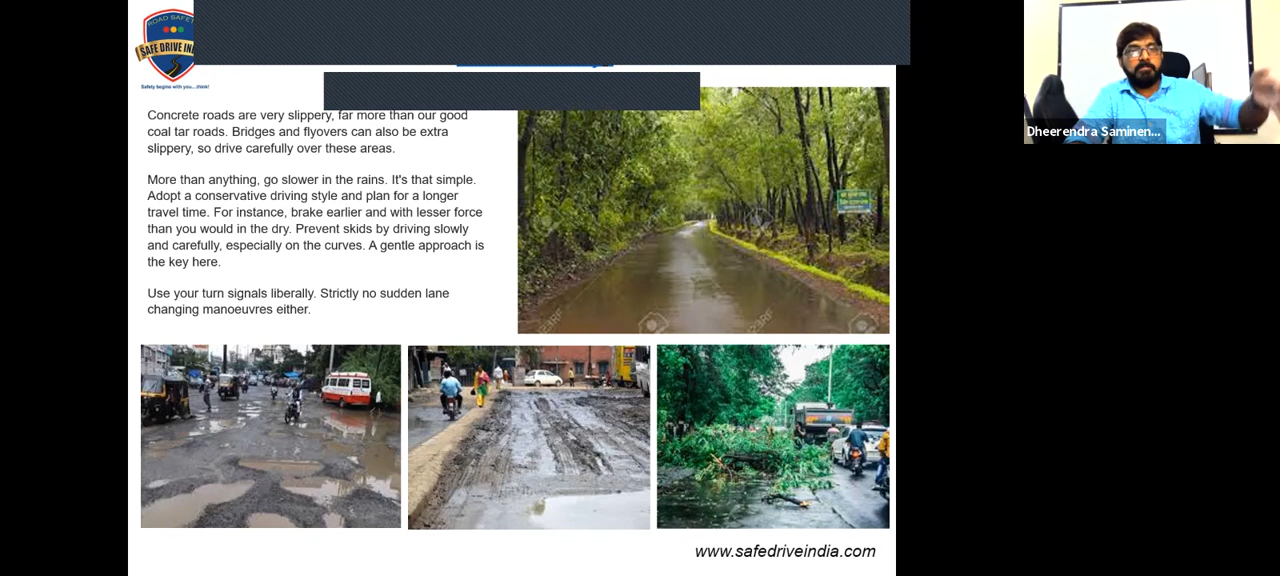 ROAD SAFET
SAFE DRIVE IN
Safety begins with you...think!
Concrete roads are very slippery, far more than our good
coal tar roads. Bridges and flyovers can also be extra
slippery, so drive carefully over these areas.
More than anything, go slower in the rains. It's that simple.
Adopt a conservative driving style and plan for a longer
travel time. For instance, brake earlier and with lesser force
than you would in the dry. Prevent skids by driving slowly
and carefully, especially on the curves. A gentle approach is
the key here.
Use your turn signals liberally. Strictly no sudden lane
changing manoeuvres either.
123RF
www.safedriveindia.com
Dheerendra Saminen...